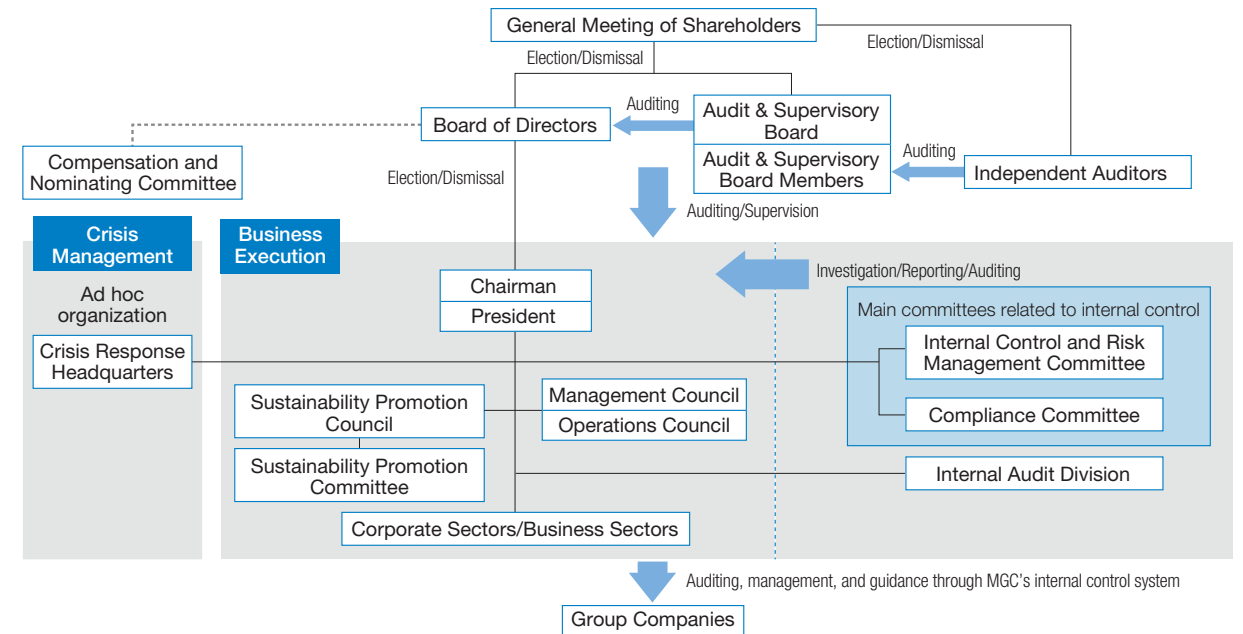 General Meeting of Shareholders
Election/Dismissal
Election/Dismissal
Auditing
Board of Directors
Audit & Supervisory
Board
Audit & Supervisory
Board Members
Auditing
Independent Auditors
Compensation and
Nominating Committee
Election/Dismissal
Auditing/Supervision
Crisis
Management
Business
Execution
Ad hoc
organization
Chairman
President
Investigation/Reporting/Auditing
Main committees related to internal control
Crisis Response
Headquarters
Internal Control and Risk
Management Committee
Sustainability Promotion
Council
Management Council
Operations Council
Compliance Committee
Sustainability Promotion
Committee
Internal Audit Division
Corporate Sectors/Business Sectors
Auditing, management, and guidance through MGC's internal control system
Group Companies